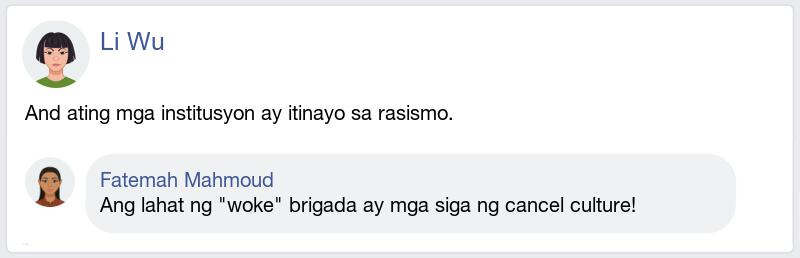 Li Wu
And ating mga institusyon ay itinayo sa rasismo.
Fatemah Mahmoud
Ang lahat ng "woke" brigada ay mga siga ng cancel culture!